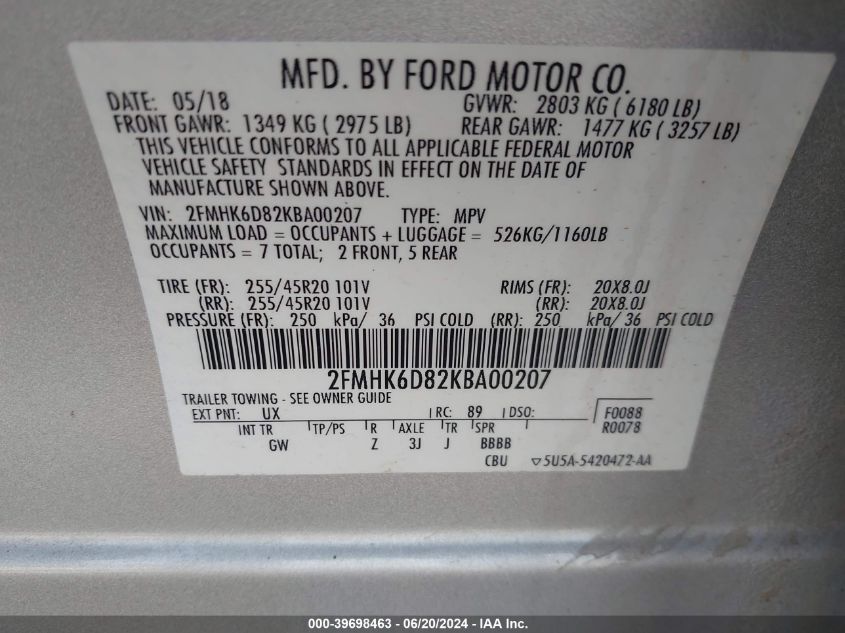 MFD. BY FORD MOTOR CO.
DATE: 05/18 GVWR: 2803 KG ( 6180 LB)
FRONT GAWR: 1349 KG ( 2975 LB) REAR GAWR: 1477 KG ( 3257 LB)
THIS VEHICLE CONFORMS TO ALL APPLICABLE FEDERAL MOTOR
VEHICLE SAFETY STANDARDS IN EFFECT ON THE DATE OF
MANUFACTURE SHOWN ABOVE.
VIN: 2FMHK6D82KBA00207 TYPE: MPV
MAXIMUM LOAD = OCCUPANTS + LUGGAGE = 526KG/1160LB
OCCUPANTS = 7 TOTAL; 2 FRONT, 5 REAR
TIRE (FR): 255/45R20 101V RIMS (FR): 20X8.0J
(RR): 255/45R20 101V (RR): 20X8.0J
PRESSURE (FR): 250 kPa/ 36 PSI COLD (RR): 250 kPa/ 36 PSI COLD
2FMHK6D82KBA00207
TRAILER TOWING - SEE OWNER GUIDE
EXT PNT: UX RC: 89 DSO: F0088
INT TR TP/PS R AXLE TR SPR R0078
GW Z 3J J BBBB
CBU ▽5U5A-5420472-AA
000-39698463 - 06/20/2024 - IAA Inc.